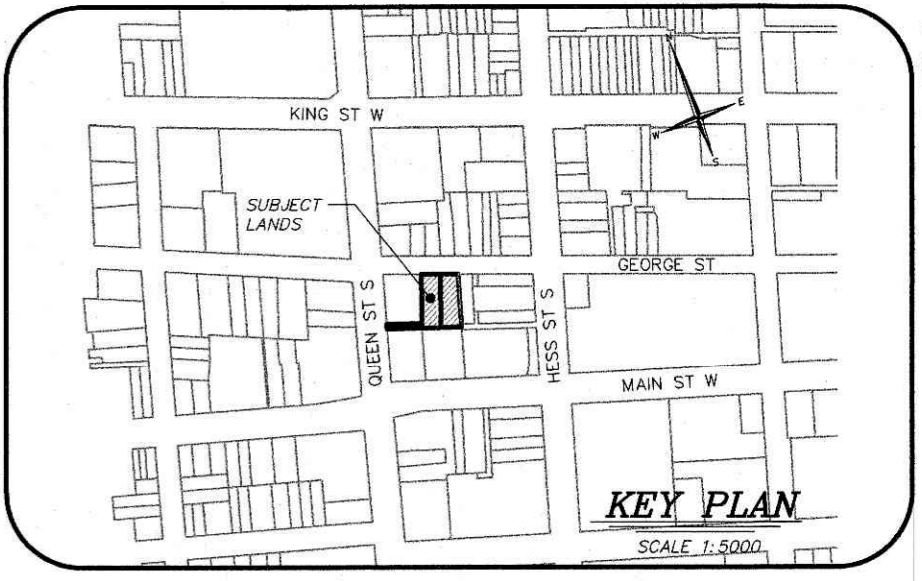 N
KING ST W
E
W
S
SUBJECT
LANDS
GEORGE ST
QUEEN ST S
HESS ST S
MAIN ST W
KEY PLAN
SCALE 1:5000